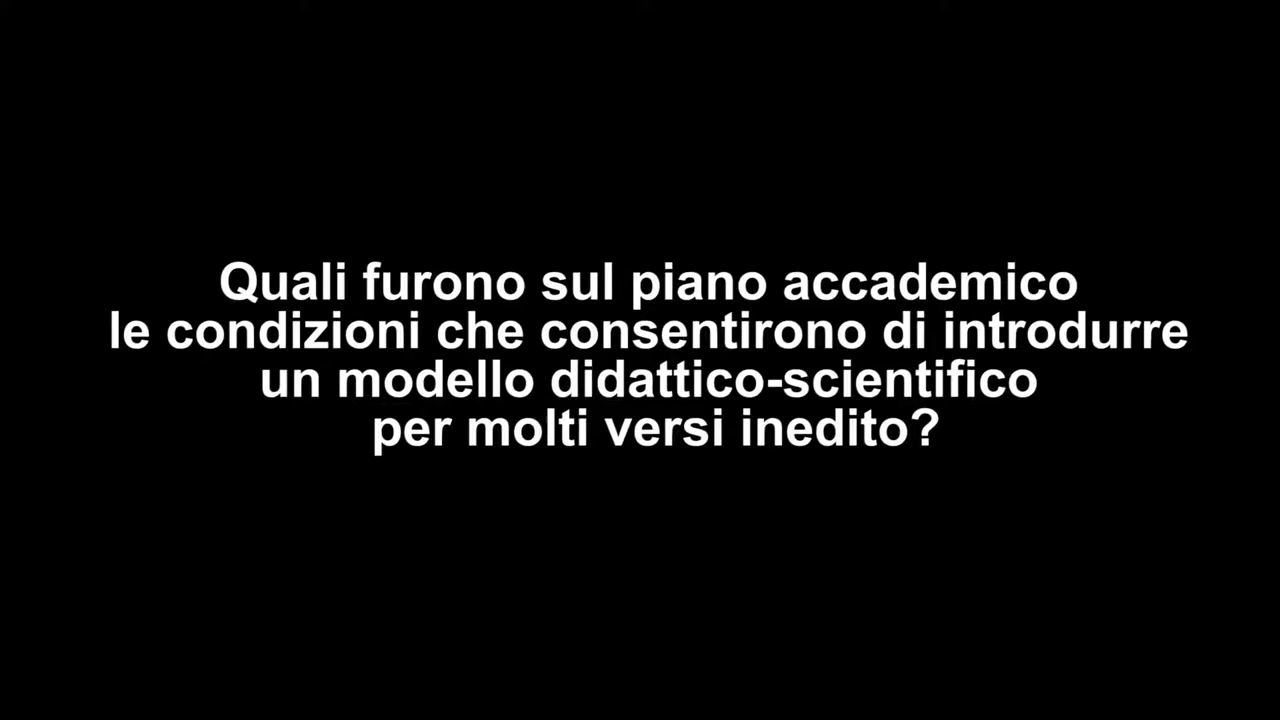 Quali furono sul piano accademico
le condizioni che consentirono di introdurre
un modello didattico-scientifico
per molti versi inedito?